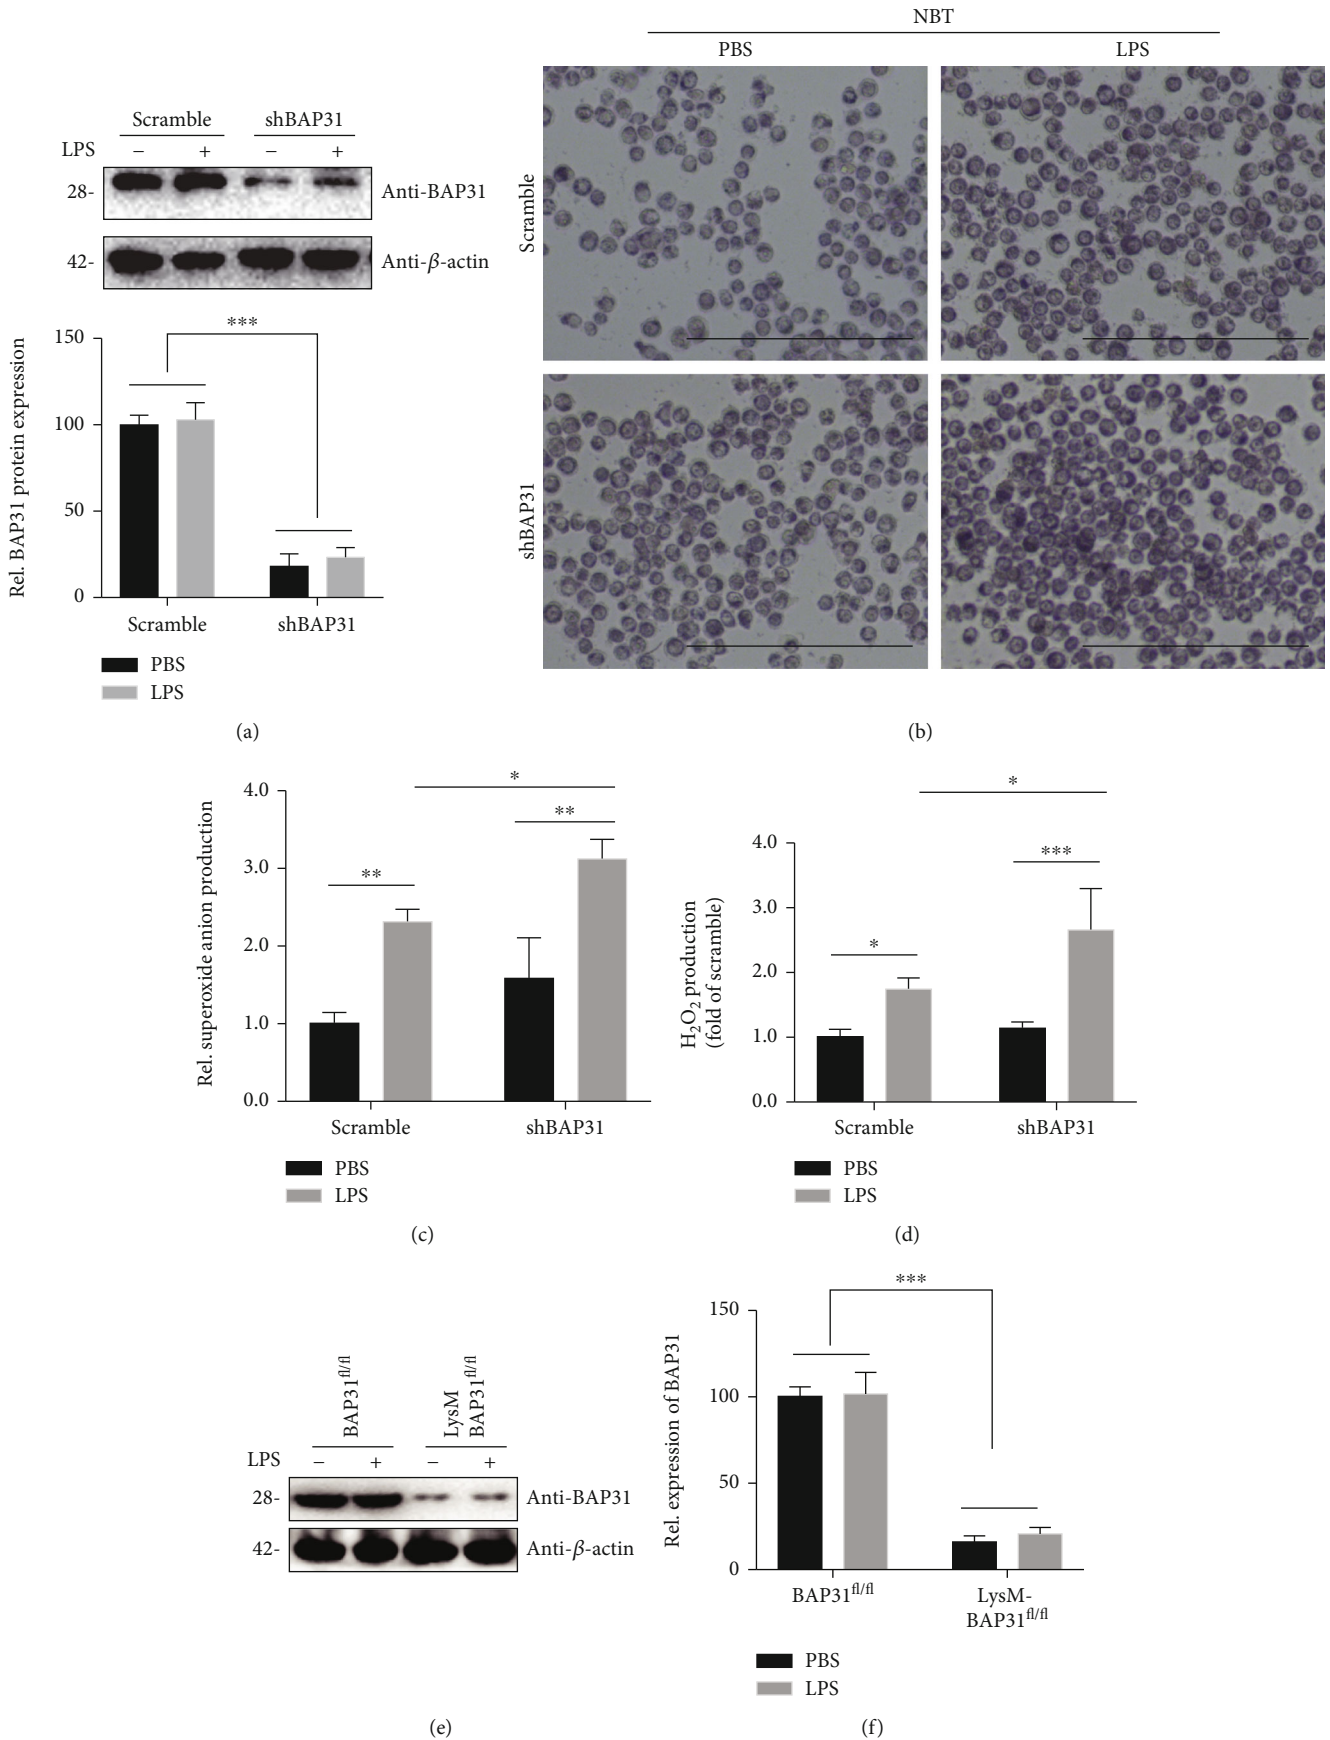 Scramble shBAP31
LPS − + − +
28- Anti-BAP31
42- Anti-β-actin
***
150
100
50
0
Rel. BAP31 protein expression
Scramble shBAP31
PBS
LPS
(a)
NBT
PBS LPS
Scramble
shBAP31
(b)
*
**
**
4.0
3.0
2.0
1.0
0.0
Rel. superoxide anion production
Scramble shBAP31
PBS
LPS
(c)
*
***
*
4.0
3.0
2.0
1.0
0.0
H2O2 production
(fold of scramble)
Scramble shBAP31
PBS
LPS
(d)
BAP31fl/fl
LysM
BAP31fl/fl
LPS − + − +
28- Anti-BAP31
42- Anti-β-actin
(e)
***
150
100
50
0
Rel. expression of BAP31
BAP31fl/fl LysM-
BAP31fl/fl
PBS
LPS
(f)